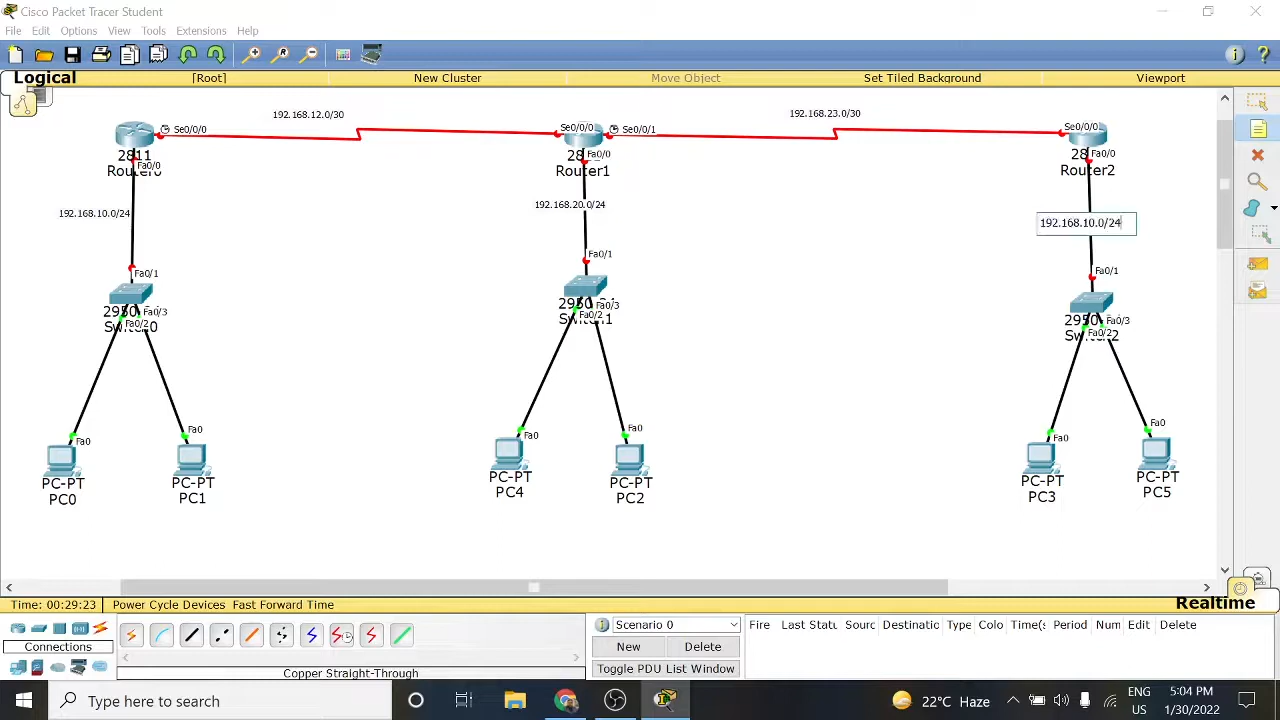 Cisco Packet Tracer Student
File Edit Options View Tools Extensions Help
Logical [Root] New Cluster Move Object Set Tiled Background Viewport
192.168.12.0/30
192.168.23.0/30
Se0/0/0
Se0/0/0
Se0/0/1
Se0/0/0
2811
Router0
Fa0/0
Fa0/0
Router1
Fa0/0
Router2
192.168.10.0/24
192.168.20.0/24
192.168.10.0/24
Fa0/1
Fa0/1
Fa0/1
Fa0/3
Fa0/2
Fa0/3
Fa0/2
Fa0/3
Fa0/2
Fa0
Fa0
Fa0
Fa0
Fa0
Fa0
PC-PT
PC0
PC-PT
PC1
PC-PT
PC4
PC-PT
PC2
PC-PT
PC3
PC-PT
PC5
Time: 00:29:23 Power Cycle Devices Fast Forward Time
Realtime
Connections
Copper Straight-Through
Scenario 0
New
Delete
Toggle PDU List Window
Fire Last Statu Sourc Destinatio Type Colo Time(s Period Num Edit Delete
Type here to search
22°C Haze
ENG
US
5:04 PM
1/30/2022